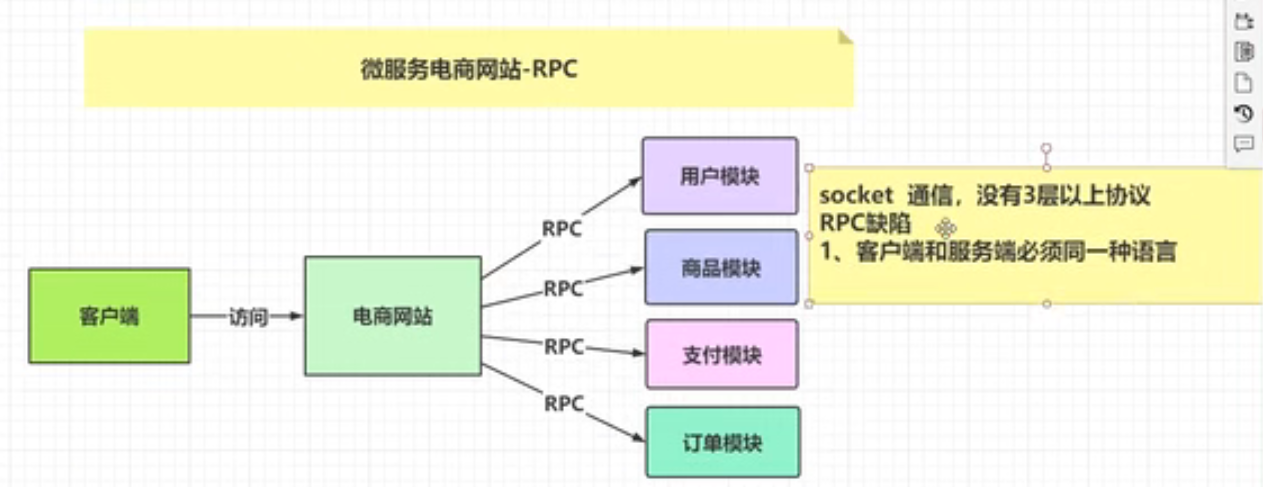 微服务电商网站-RPC
客户端
访问
电商网站
RPC
RPC
RPC
RPC
用户模块
商品模块
支付模块
订单模块
socket 通信，没有3层以上协议
RPC缺陷
1、客户端和服务端必须同一种语言